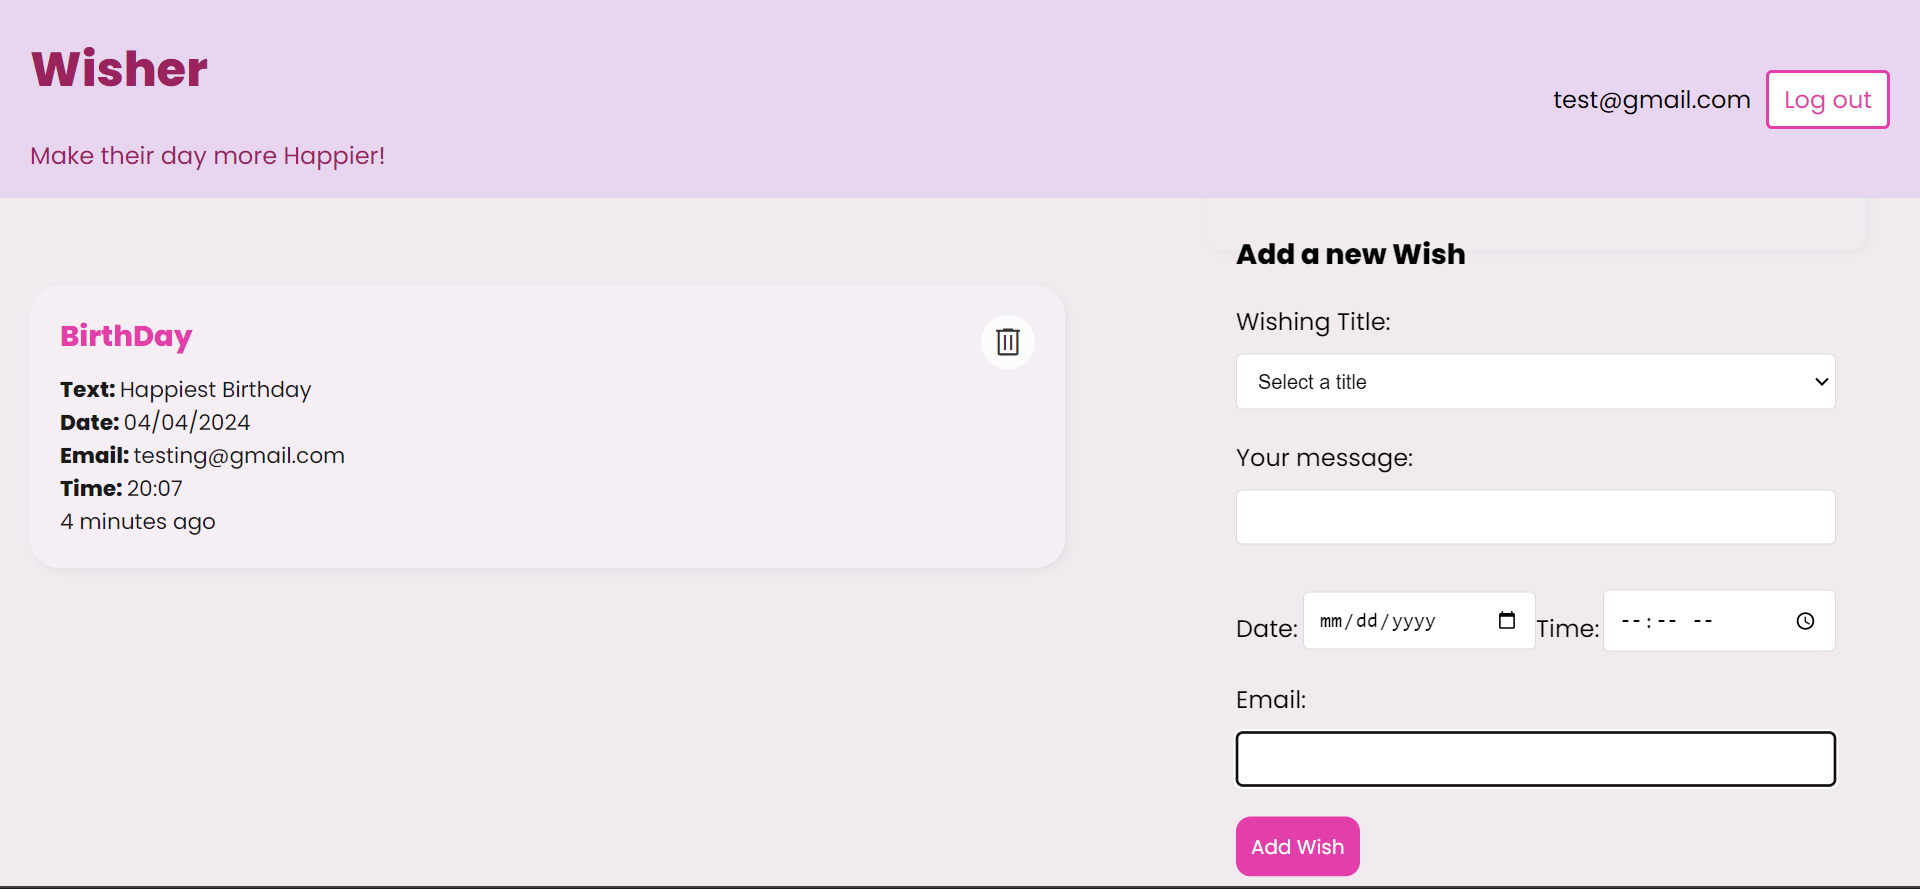 Wisher
Make their day more Happier!
test@gmail.com
Log out
BirthDay
Text: Happiest Birthday
Date: 04/04/2024
Email: testing@gmail.com
Time: 20:07
4 minutes ago
Add a new Wish
Wishing Title:
Select a title
Your message:
Date: mm/dd/yyyy Time: --:-- --
Email:
Add Wish